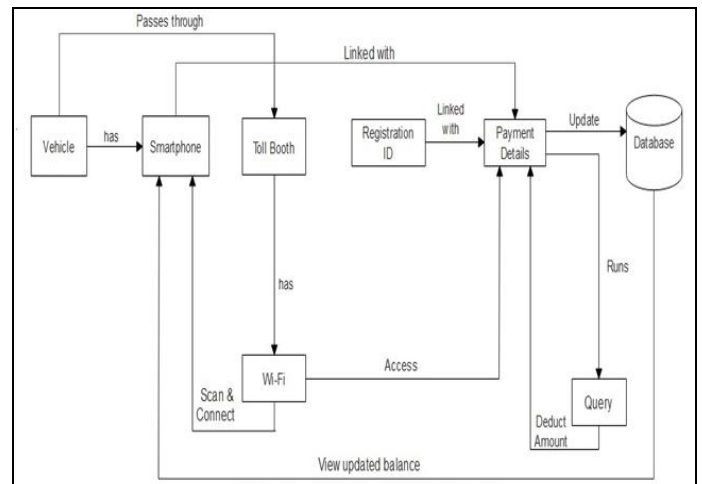 Passes through
Linked with
Vehicle
has
Smartphone
Toll Booth
Registration
ID
Linked
with
Payment
Details
Update
Database
has
Runs
Wi-Fi
Access
Scan &
Connect
Query
Deduct
Amount
View updated balance